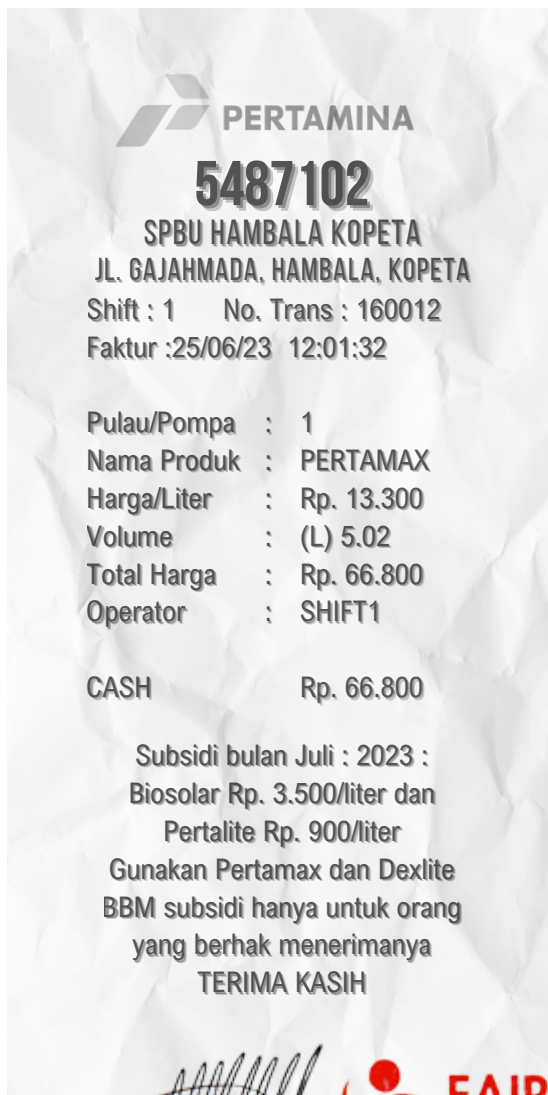 PERTAMINA
5487102
SPBU HAMBALA KOPETA
JL. GAJAHMADA, HAMBALA, KOPETA
Shift : 1 No. Trans : 160012
Faktur :25/06/23 12:01:32
Pulau/Pompa : 1
Nama Produk : PERTAMAX
Harga/Liter : Rp. 13.300
Volume : (L) 5.02
Total Harga : Rp. 66.800
Operator : SHIFT1
CASH Rp. 66.800
Subsidi bulan Juli : 2023 :
Biosolar Rp. 3.500/liter dan
Pertalite Rp. 900/liter
Gunakan Pertamax dan Dexlite
BBM subsidi hanya untuk orang
yang berhak menerimanya
TERIMA KASIH